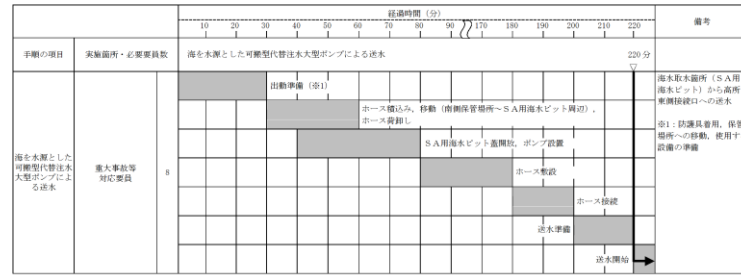 経過時間（分）
備考
10 20 30 40 50 60 70 80 90 170 180 190 200 210 220
手順の項目
実施箇所・必要要員数
海を水源とした可搬型代替注水大型ポンプによる送水
220分
▽
海を水源とした
可搬型代替注水
大型ポンプによ
る送水
重大事故等
対応要員
8
出動準備（※1）
ホース積込み，移動（南側保管場所～ＳＡ用海水ピット周辺），
ホース荷卸し
ＳＡ用海水ピット蓋開放，ポンプ設置
ホース敷設
ホース接続
送水準備
送水開始
海水取水箇所（ＳＡ用
海水ピット）から高所
東側接続口への送水
※1：防護具着用，保管
場所への移動，使用す
設備の準備